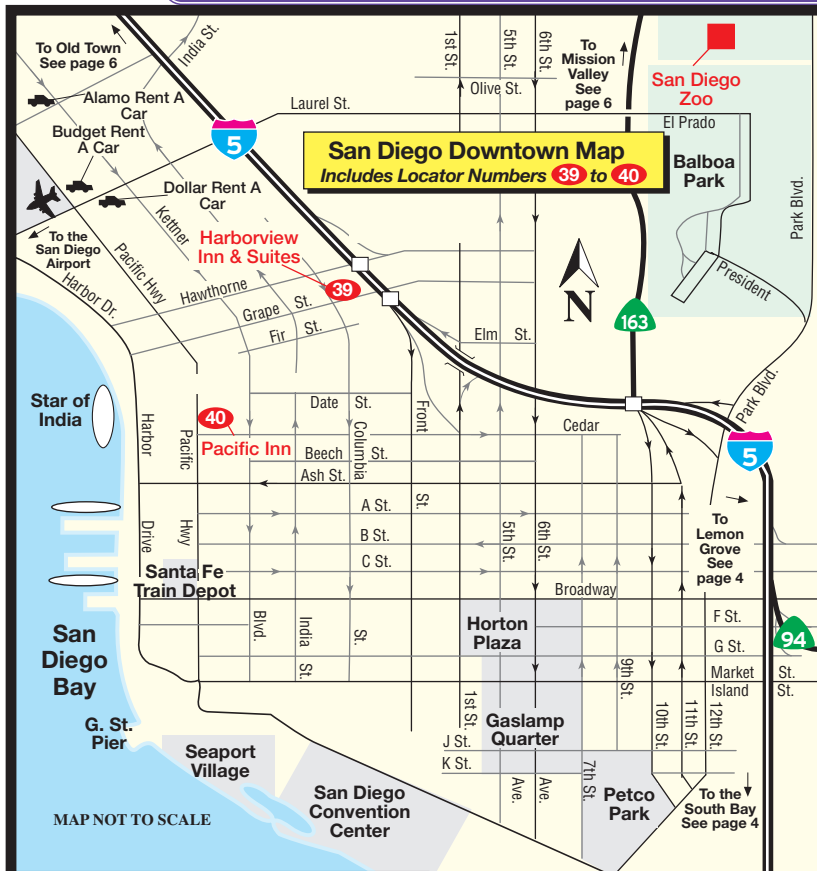 To Old Town
See page 6
India St.
1st St.
5th St.
6th St.
To
Mission
Valley
See
page 6
San Diego
Zoo
Olive St.
Alamo Rent A
Car
Laurel St.
El Prado
Budget Rent
A Car
5
San Diego Downtown Map
Includes Locator Numbers 39 to 40
Balboa
Park
Park Blvd.
Dollar Rent A
Car
Kettner
To the
San Diego
Airport
Pacific Hwy
Harborview
Inn & Suites
39
Harbor Dr.
Hawthorne
Grape St.
Fir St.
N
President
163
Elm St.
Park Blvd.
Star of
India
Harbor
Pacific
40
Pacific Inn
Date St.
Columbia
Front
Cedar
Beech St.
Ash St.
5
A St.
St.
B St.
C St.
5th St.
6th St.
To
Lemon
Grove
See
page 4
Drive
Hwy
Santa Fe
Train Depot
Broadway
Blvd.
India
St.
St.
Horton
Plaza
F St.
G St.
94
San
Diego
Bay
9th St.
Market St.
Island St.
1st St.
Gaslamp
Quarter
10th St.
11th St.
12th St.
G. St.
Pier
J St.
K St.
Seaport
Village
Ave.
Ave.
7th St.
Petco
Park
To the
South Bay
See page 4
San Diego
Convention
Center
MAP NOT TO SCALE